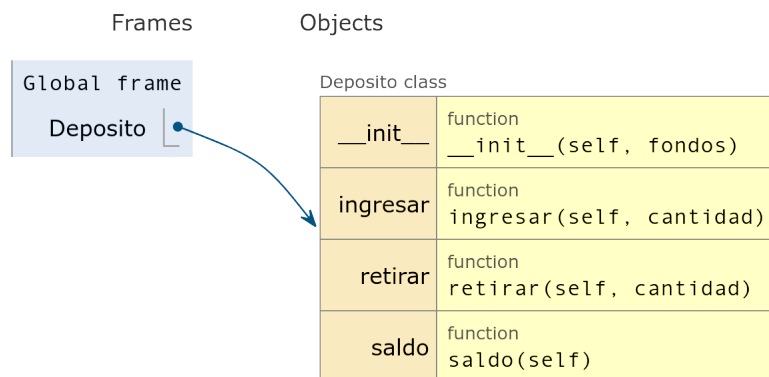 Frames Objects
Global frame
Deposito
Deposito class
__init__ function
__init__(self, fondos)
ingresar function
ingresar(self, cantidad)
retirar function
retirar(self, cantidad)
saldo function
saldo(self)